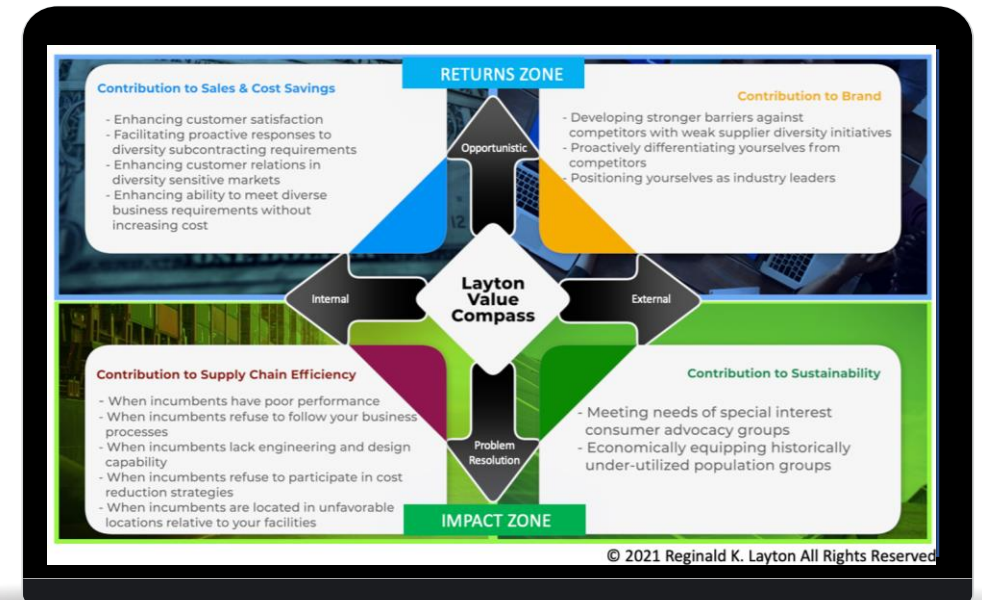 RETURNS ZONE
Contribution to Sales & Cost Savings
- Enhancing customer satisfaction
- Facilitating proactive responses to
diversity subcontracting requirements
- Enhancing customer relations in
diversity sensitive markets
- Enhancing ability to meet diverse
business requirements without
increasing cost
Opportunistic
Contribution to Brand
- Developing stronger barriers against
competitors with weak supplier diversity initiatives
- Proactively differentiating yourselves from
competitors
- Positioning yourselves as industry leaders
Internal
Layton
Value
Compass
External
Contribution to Supply Chain Efficiency
- When incumbents have poor performance
- When incumbents refuse to follow your business
processes
- When incumbents lack engineering and design
capability
- When incumbents refuse to participate in cost
reduction strategies
- When incumbents are located in unfavorable
locations relative to your facilities
Problem
Resolution
Contribution to Sustainability
- Meeting needs of special interest
consumer advocacy groups
- Economically equipping historically
under-utilized population groups
IMPACT ZONE
© 2021 Reginald K. Layton All Rights Reserved